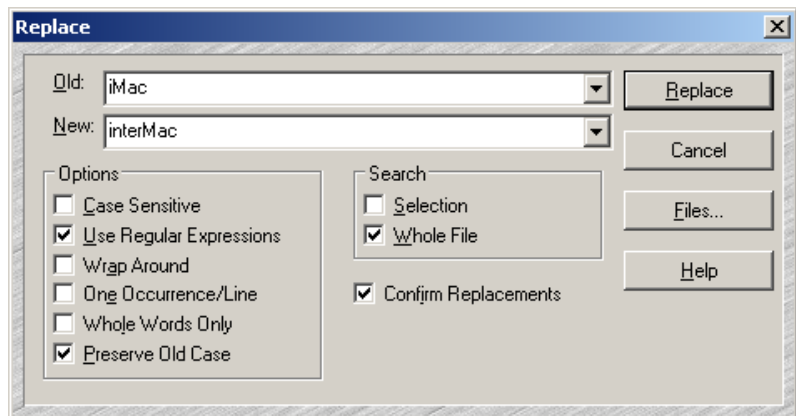 Replace
Old: iMac
New: interMac
Options
Case Sensitive
Use Regular Expressions
Wrap Around
One Occurrence/Line
Whole Words Only
Preserve Old Case
Search
Selection
Whole File
Confirm Replacements
Replace
Cancel
Files...
Help